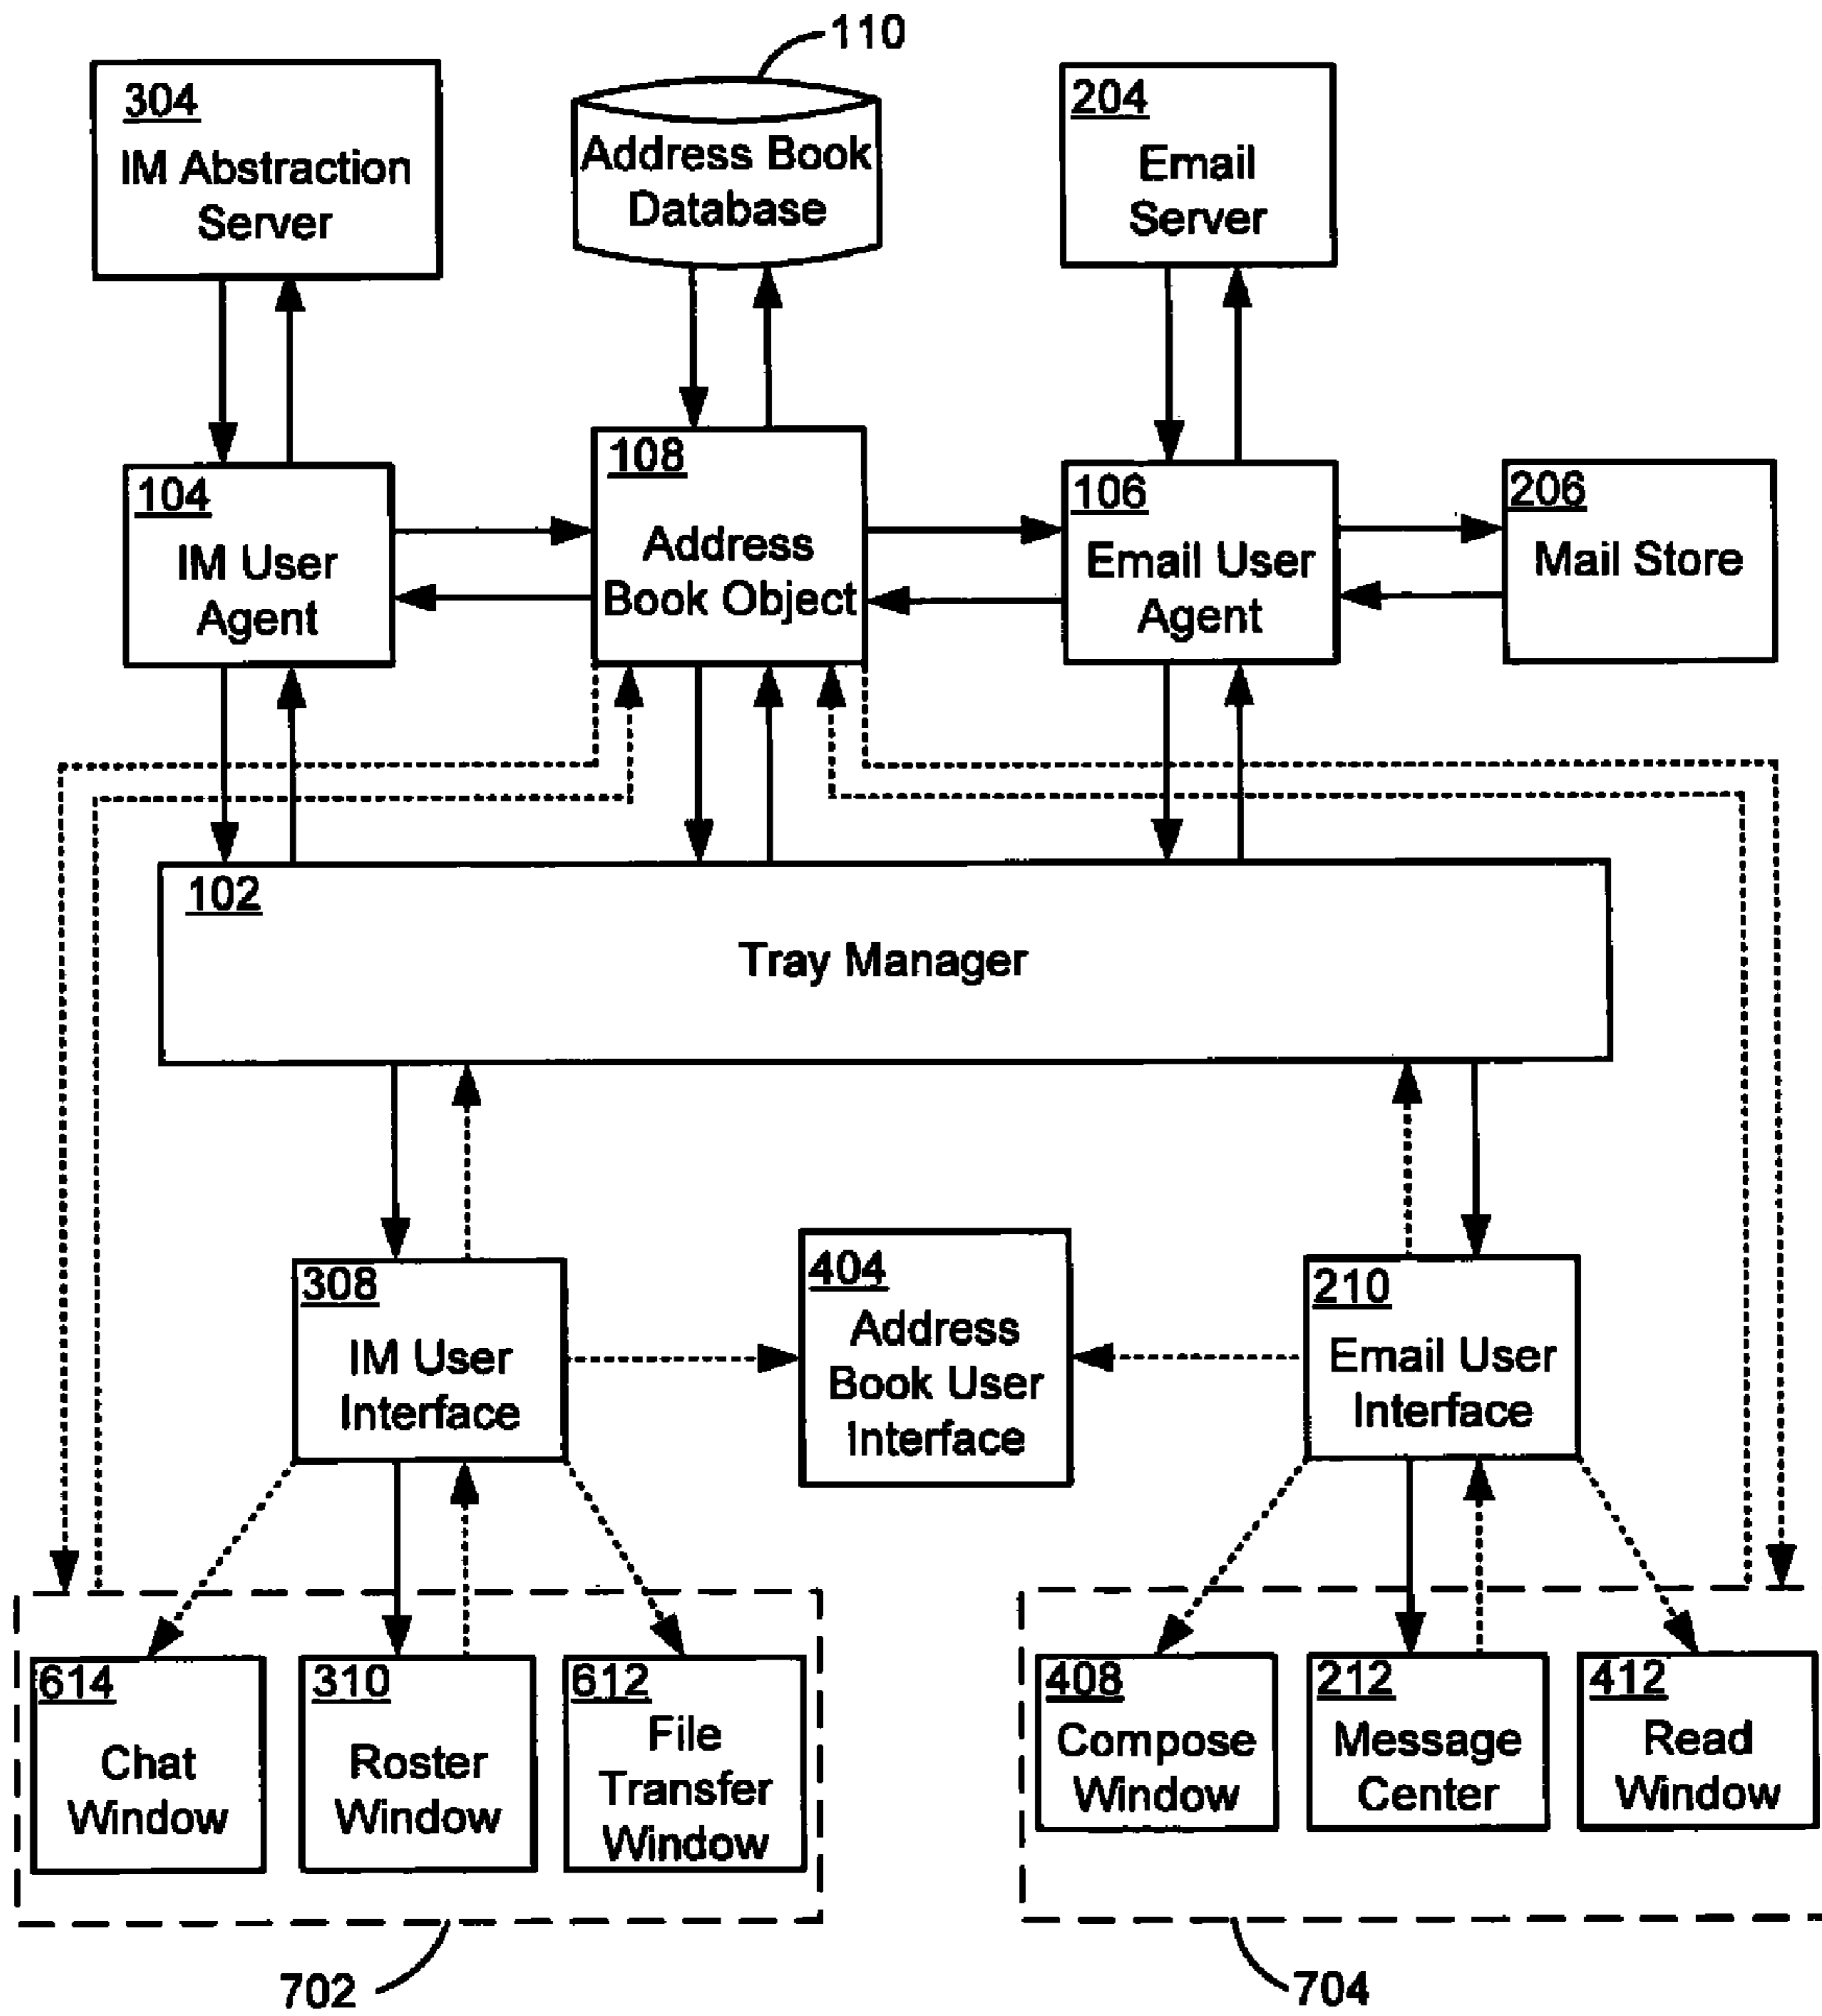 110
304
IM Abstraction
Server
Address Book
Database
204
Email
Server
104
IM User
Agent
108
Address
Book Object
106
Email User
Agent
206
Mail Store
102
Tray Manager
308
IM User
Interface
404
Address
Book User
Interface
210
Email User
Interface
614
Chat
Window
310
Roster
Window
612
File
Transfer
Window
408
Compose
Window
212
Message
Center
412
Read
Window
702
704